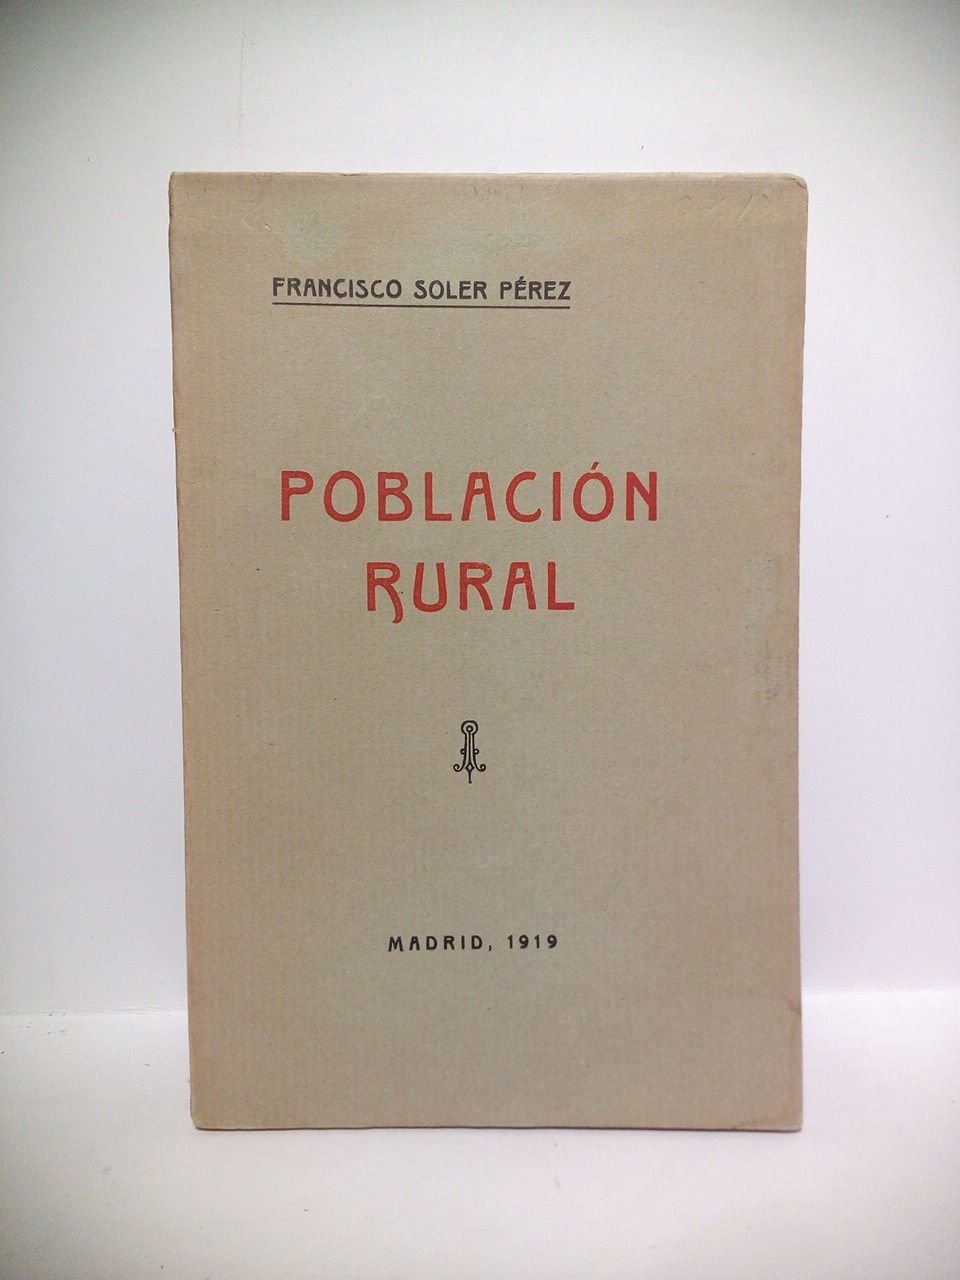 FRANCISCO SOLER PÉREZ
POBLACIÓN
RURAL
MADRID, 1919